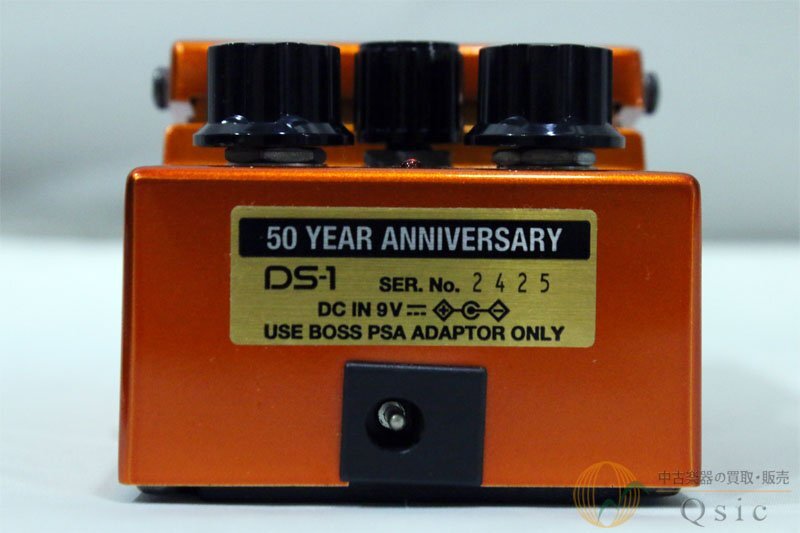 50 YEAR ANNIVERSARY
DS-1 SER. No. 2425
DC IN 9V
USE BOSS PSA ADAPTOR ONLY
中古楽器の買取・販売
Qsic